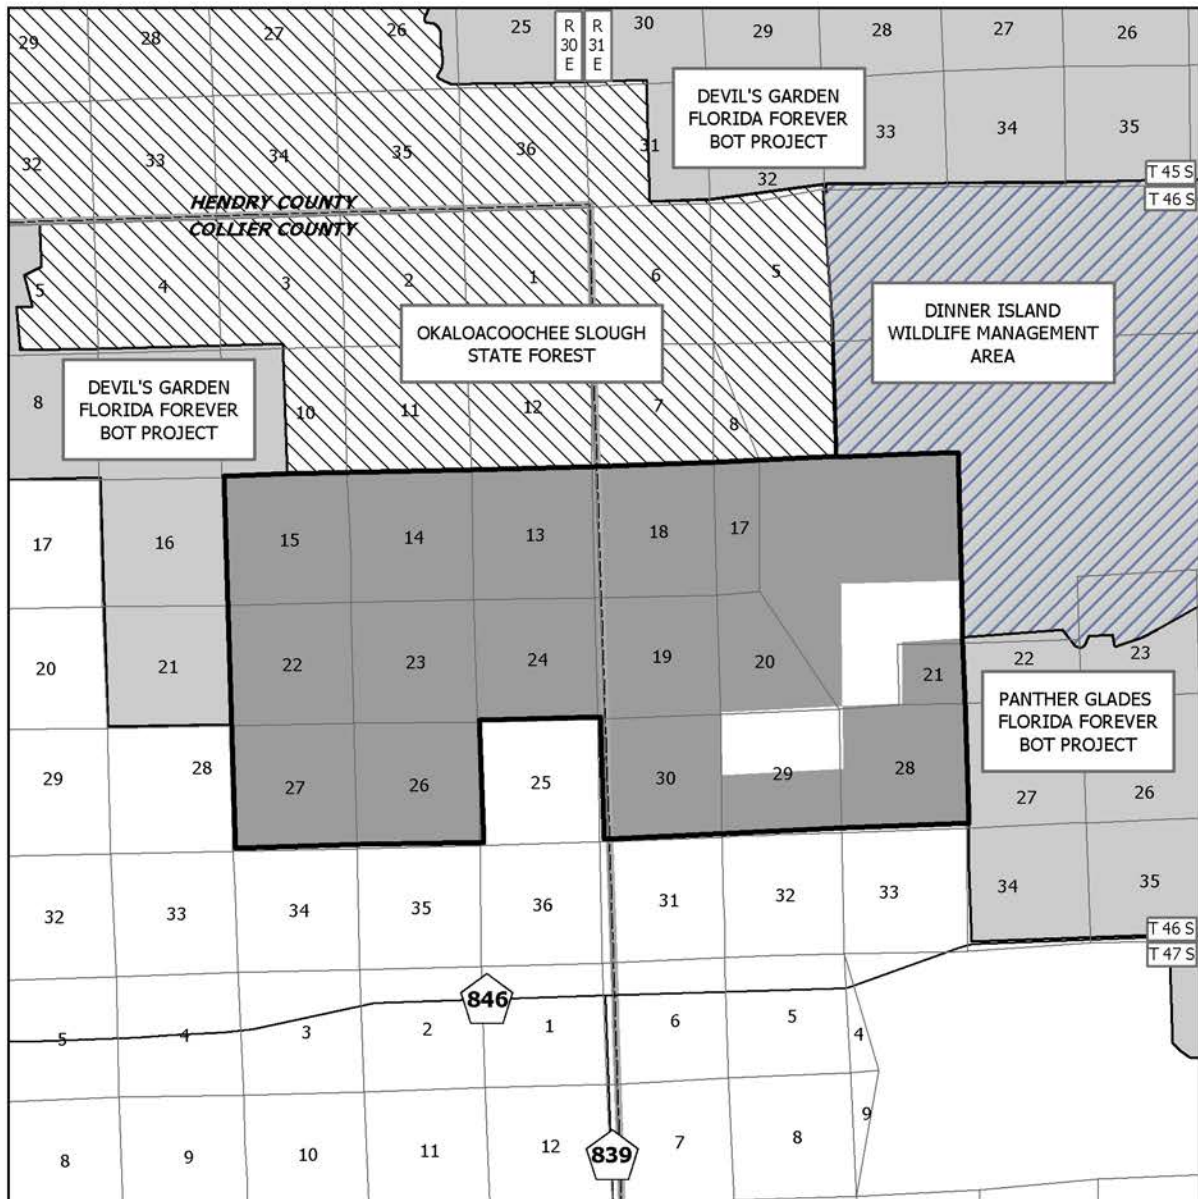 29 28 27 26 25 R 30 E R 31 E 30 29 28 27 26
DEVIL'S GARDEN
FLORIDA FOREVER
BOT PROJECT
32 33 34 35 36 31 32 33 34 35
T 45 S
T 46 S
HENDRY COUNTY
COLLIER COUNTY
5 4 3 2 1 6 5
OKALOACOOCHEE SLOUGH
STATE FOREST
DINNER ISLAND
WILDLIFE MANAGEMENT
AREA
DEVIL'S GARDEN
FLORIDA FOREVER
BOT PROJECT
8 10 11 12 7 8
17 16 15 14 13 18 17
20 21 22 23 24 19 20 21 22 23
PANTHER GLADES
FLORIDA FOREVER
BOT PROJECT
29 28 27 26 25 30 29 28 27 26
32 33 34 35 36 31 32 33 34 35
T 46 S
T 47 S
846
5 4 3 2 1 6 5 4
8 9 10 11 12 7 8 9
839